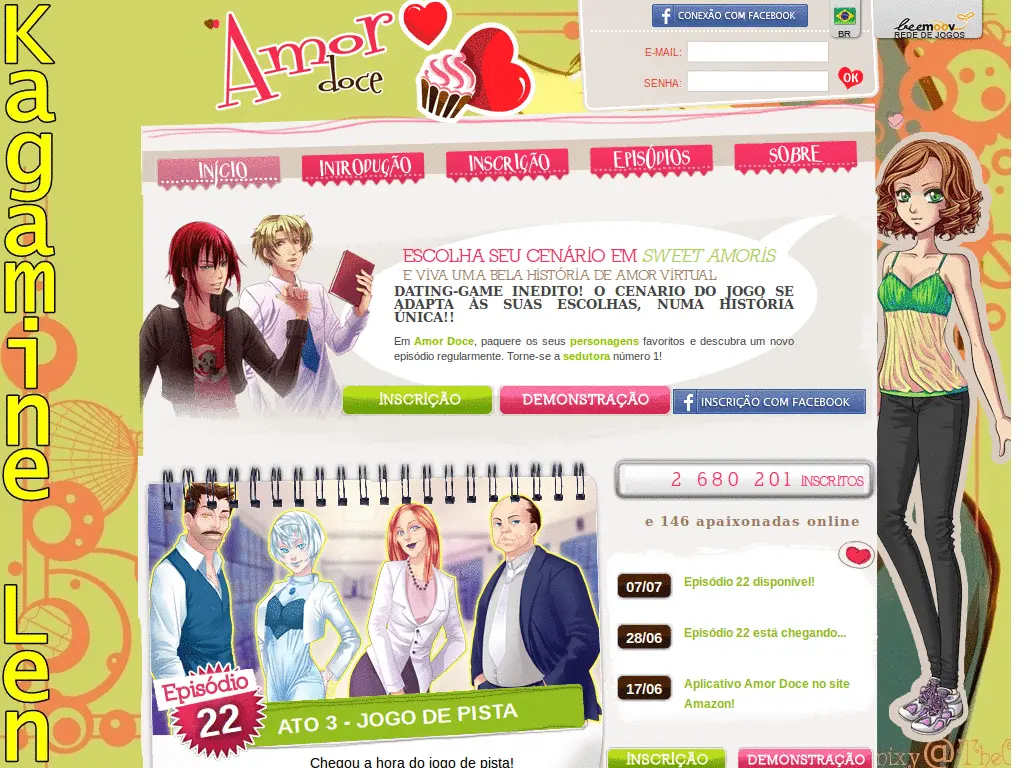 Kagamine Len
Amor
doce
CONEXÃO COM FACEBOOK
BR
beemoov
REDE DE JOGOS
E-MAIL:
SENHA:
OK
INÍCIO
INTRODUÇÃO
INSCRIÇÃO
EPISÓDIOS
SOBRE
ESCOLHA SEU CENÁRIO EM SWEET AMORIS
E VIVA UMA BELA HISTÓRIA DE AMOR VIRTUAL
DATING-GAME INEDITO! O CENARIO DO JOGO SE
ADAPTA ÀS SUAS ESCOLHAS, NUMA HISTÓRIA
ÚNICA!!
Em Amor Doce, paquere os seus personagens favoritos e descubra um novo
episódio regularmente. Torne-se a sedutora número 1!
INSCRIÇÃO
DEMONSTRAÇÃO
INSCRIÇÃO COM FACEBOOK
2 680 201 INSCRITOS
e 146 apaixonadas online
07/07 Episódio 22 disponível!
28/06 Episódio 22 está chegando...
17/06 Aplicativo Amor Doce no site
Amazon!
Episódio
22
ATO 3 - JOGO DE PISTA
Chegou a hora do jogo de pista!
INSCRIÇÃO
DEMONSTRAÇÃO